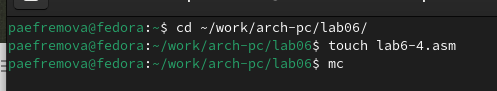 paefremova@fedora:~$ cd ~/work/arch-pc/lab06/
paefremova@fedora:~/work/arch-pc/lab06$ touch lab6-4.asm
paefremova@fedora:~/work/arch-pc/lab06$ mc